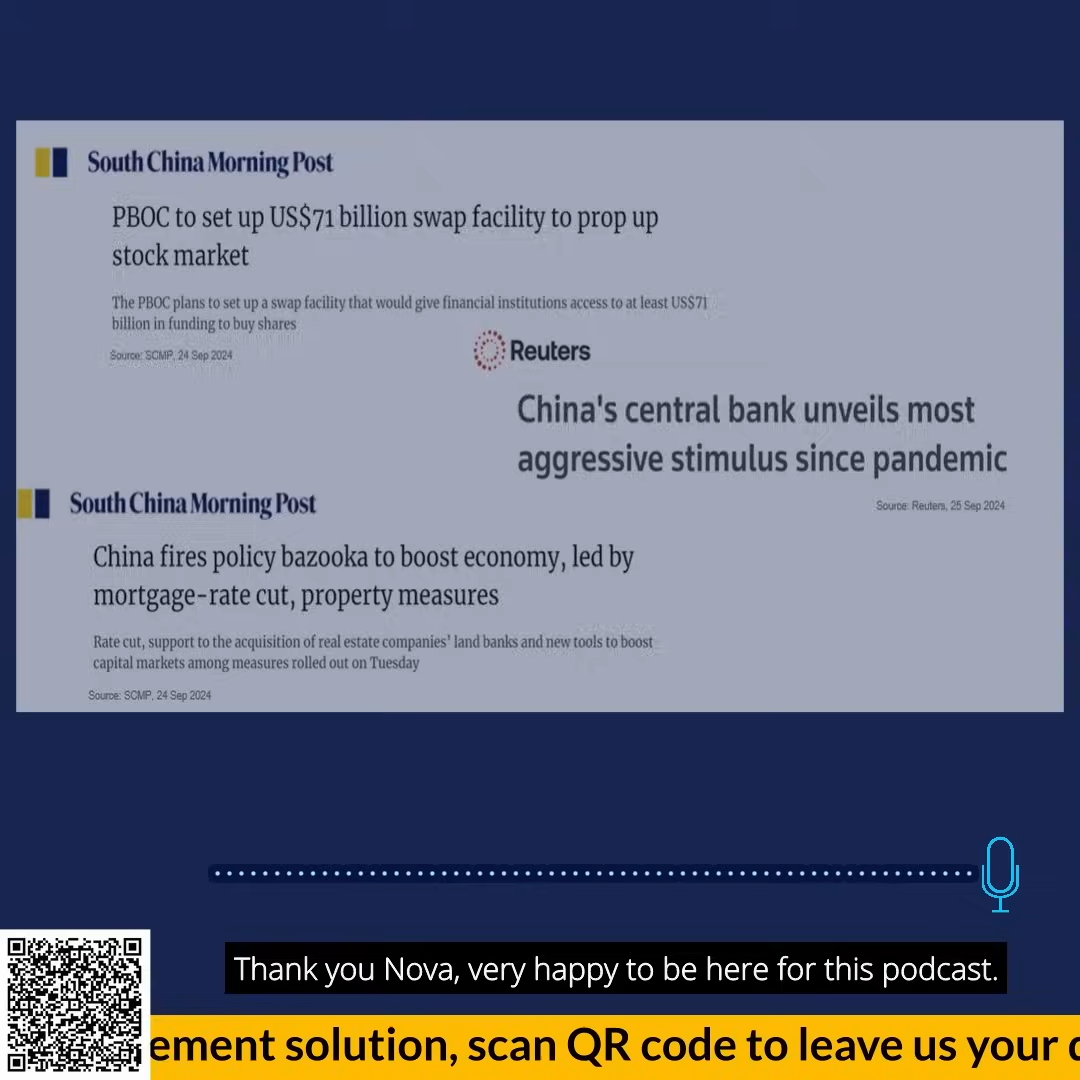 South China Morning Post
PBOC to set up US$71 billion swap facility to prop up
stock market
The PBOC plans to set up a swap facility that would give financial institutions access to at least US$71
billion in funding to buy shares
Source: SCMP, 24 Sep 2024
Reuters
China's central bank unveils most
aggressive stimulus since pandemic
Source: Reuters, 25 Sep 2024
South China Morning Post
China fires policy bazooka to boost economy, led by
mortgage-rate cut, property measures
Rate cut, support to the acquisition of real estate companies' land banks and new tools to boost
capital markets among measures rolled out on Tuesday
Source: SCMP, 24 Sep 2024
Thank you Nova, very happy to be here for this podcast.
ement solution, scan QR code to leave us your